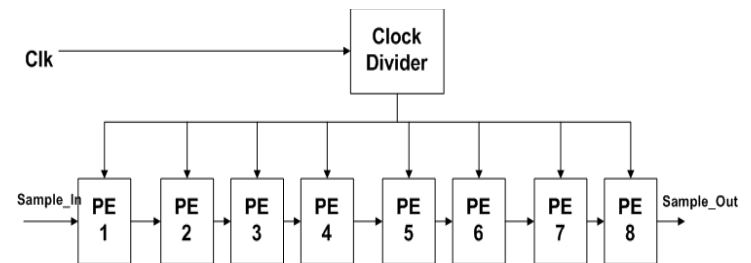 Clk
Clock
Divider
Sample_In
PE
1
PE
2
PE
3
PE
4
PE
5
PE
6
PE
7
PE
8
Sample_Out